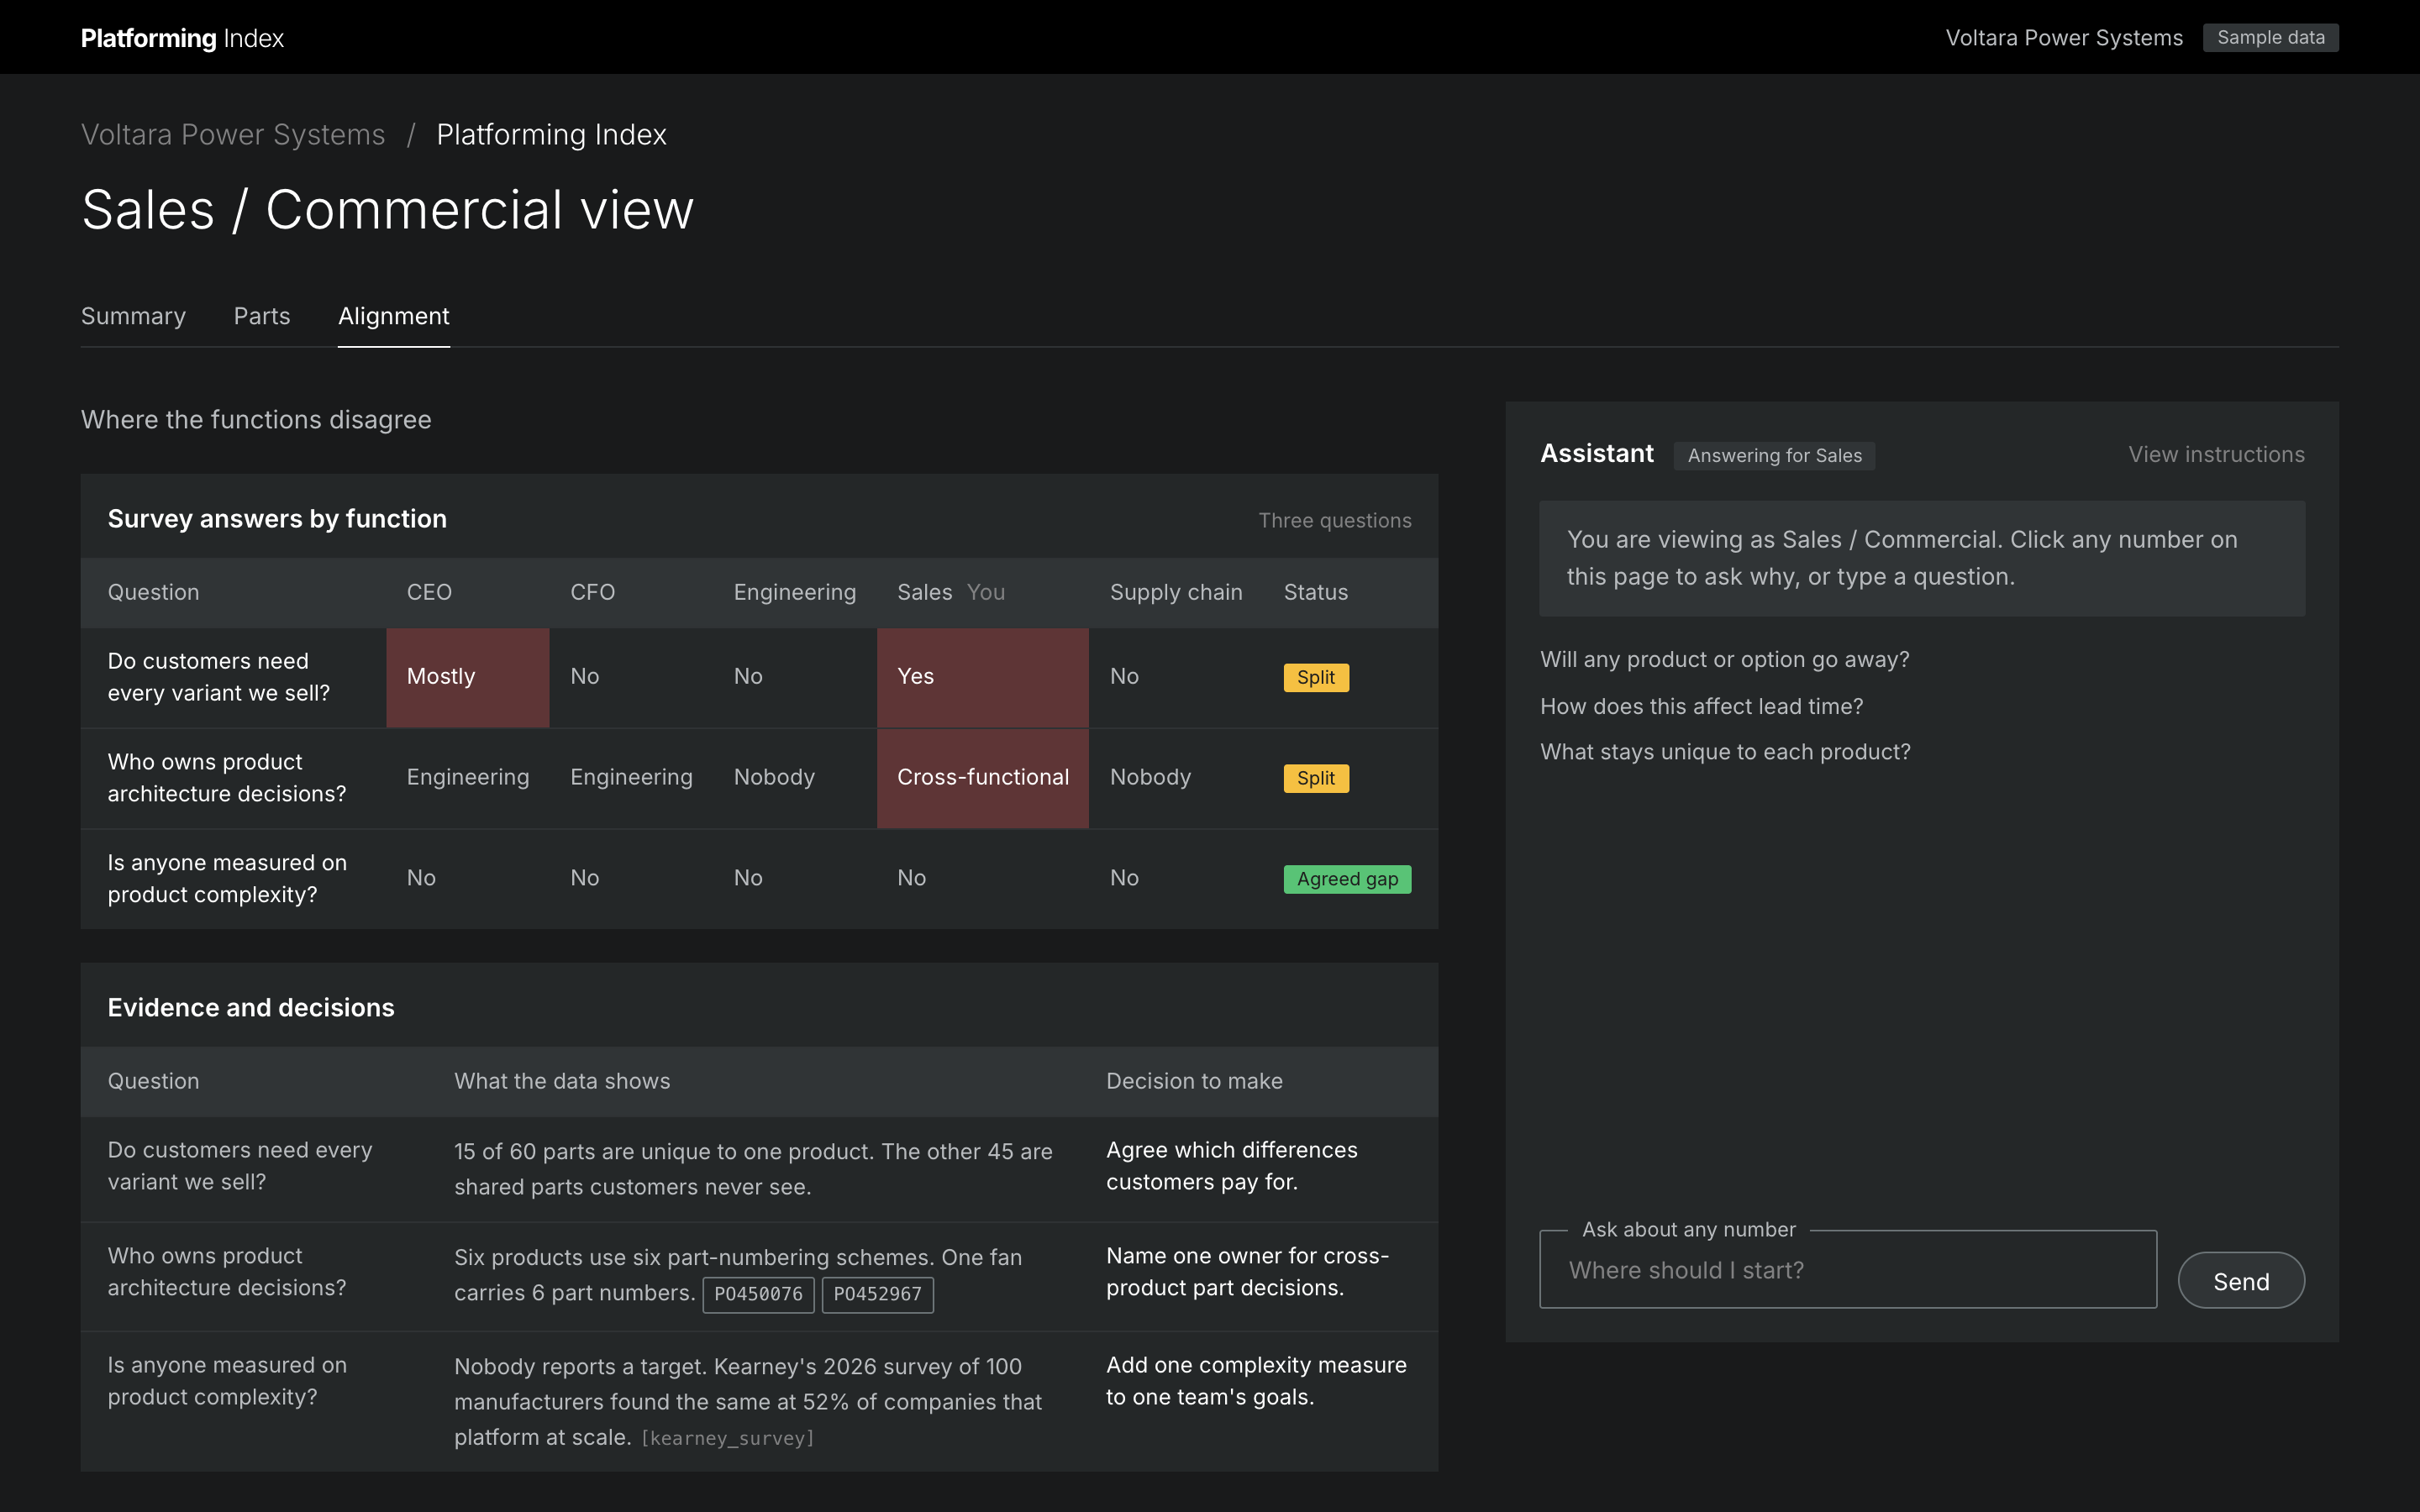 Platforming Index
Voltara Power Systems
Sample data
Voltara Power Systems / Platforming Index
Sales / Commercial view
Summary
Parts
Alignment
Where the functions disagree
Survey answers by function
Three questions
Question CEO CFO Engineering Sales You Supply chain Status
Do customers need
every variant we sell?
Mostly No No Yes No Split
Who owns product
architecture decisions?
Engineering Engineering Nobody Cross-functional Nobody Split
Is anyone measured on
product complexity?
No No No No No Agreed gap
Evidence and decisions
Question What the data shows Decision to make
Do customers need every
variant we sell?
15 of 60 parts are unique to one product. The other 45 are
shared parts customers never see.
Agree which differences
customers pay for.
Who owns product
architecture decisions?
Six products use six part-numbering schemes. One fan
carries 6 part numbers. PO450076 PO452967
Name one owner for cross-
product part decisions.
Is anyone measured on
product complexity?
Nobody reports a target. Kearney's 2026 survey of 100
manufacturers found the same at 52% of companies that
platform at scale. [kearney_survey]
Add one complexity measure
to one team's goals.
Assistant
Answering for Sales
View instructions
You are viewing as Sales / Commercial. Click any number on
this page to ask why, or type a question.
Will any product or option go away?
How does this affect lead time?
What stays unique to each product?
Ask about any number
Where should I start?
Send